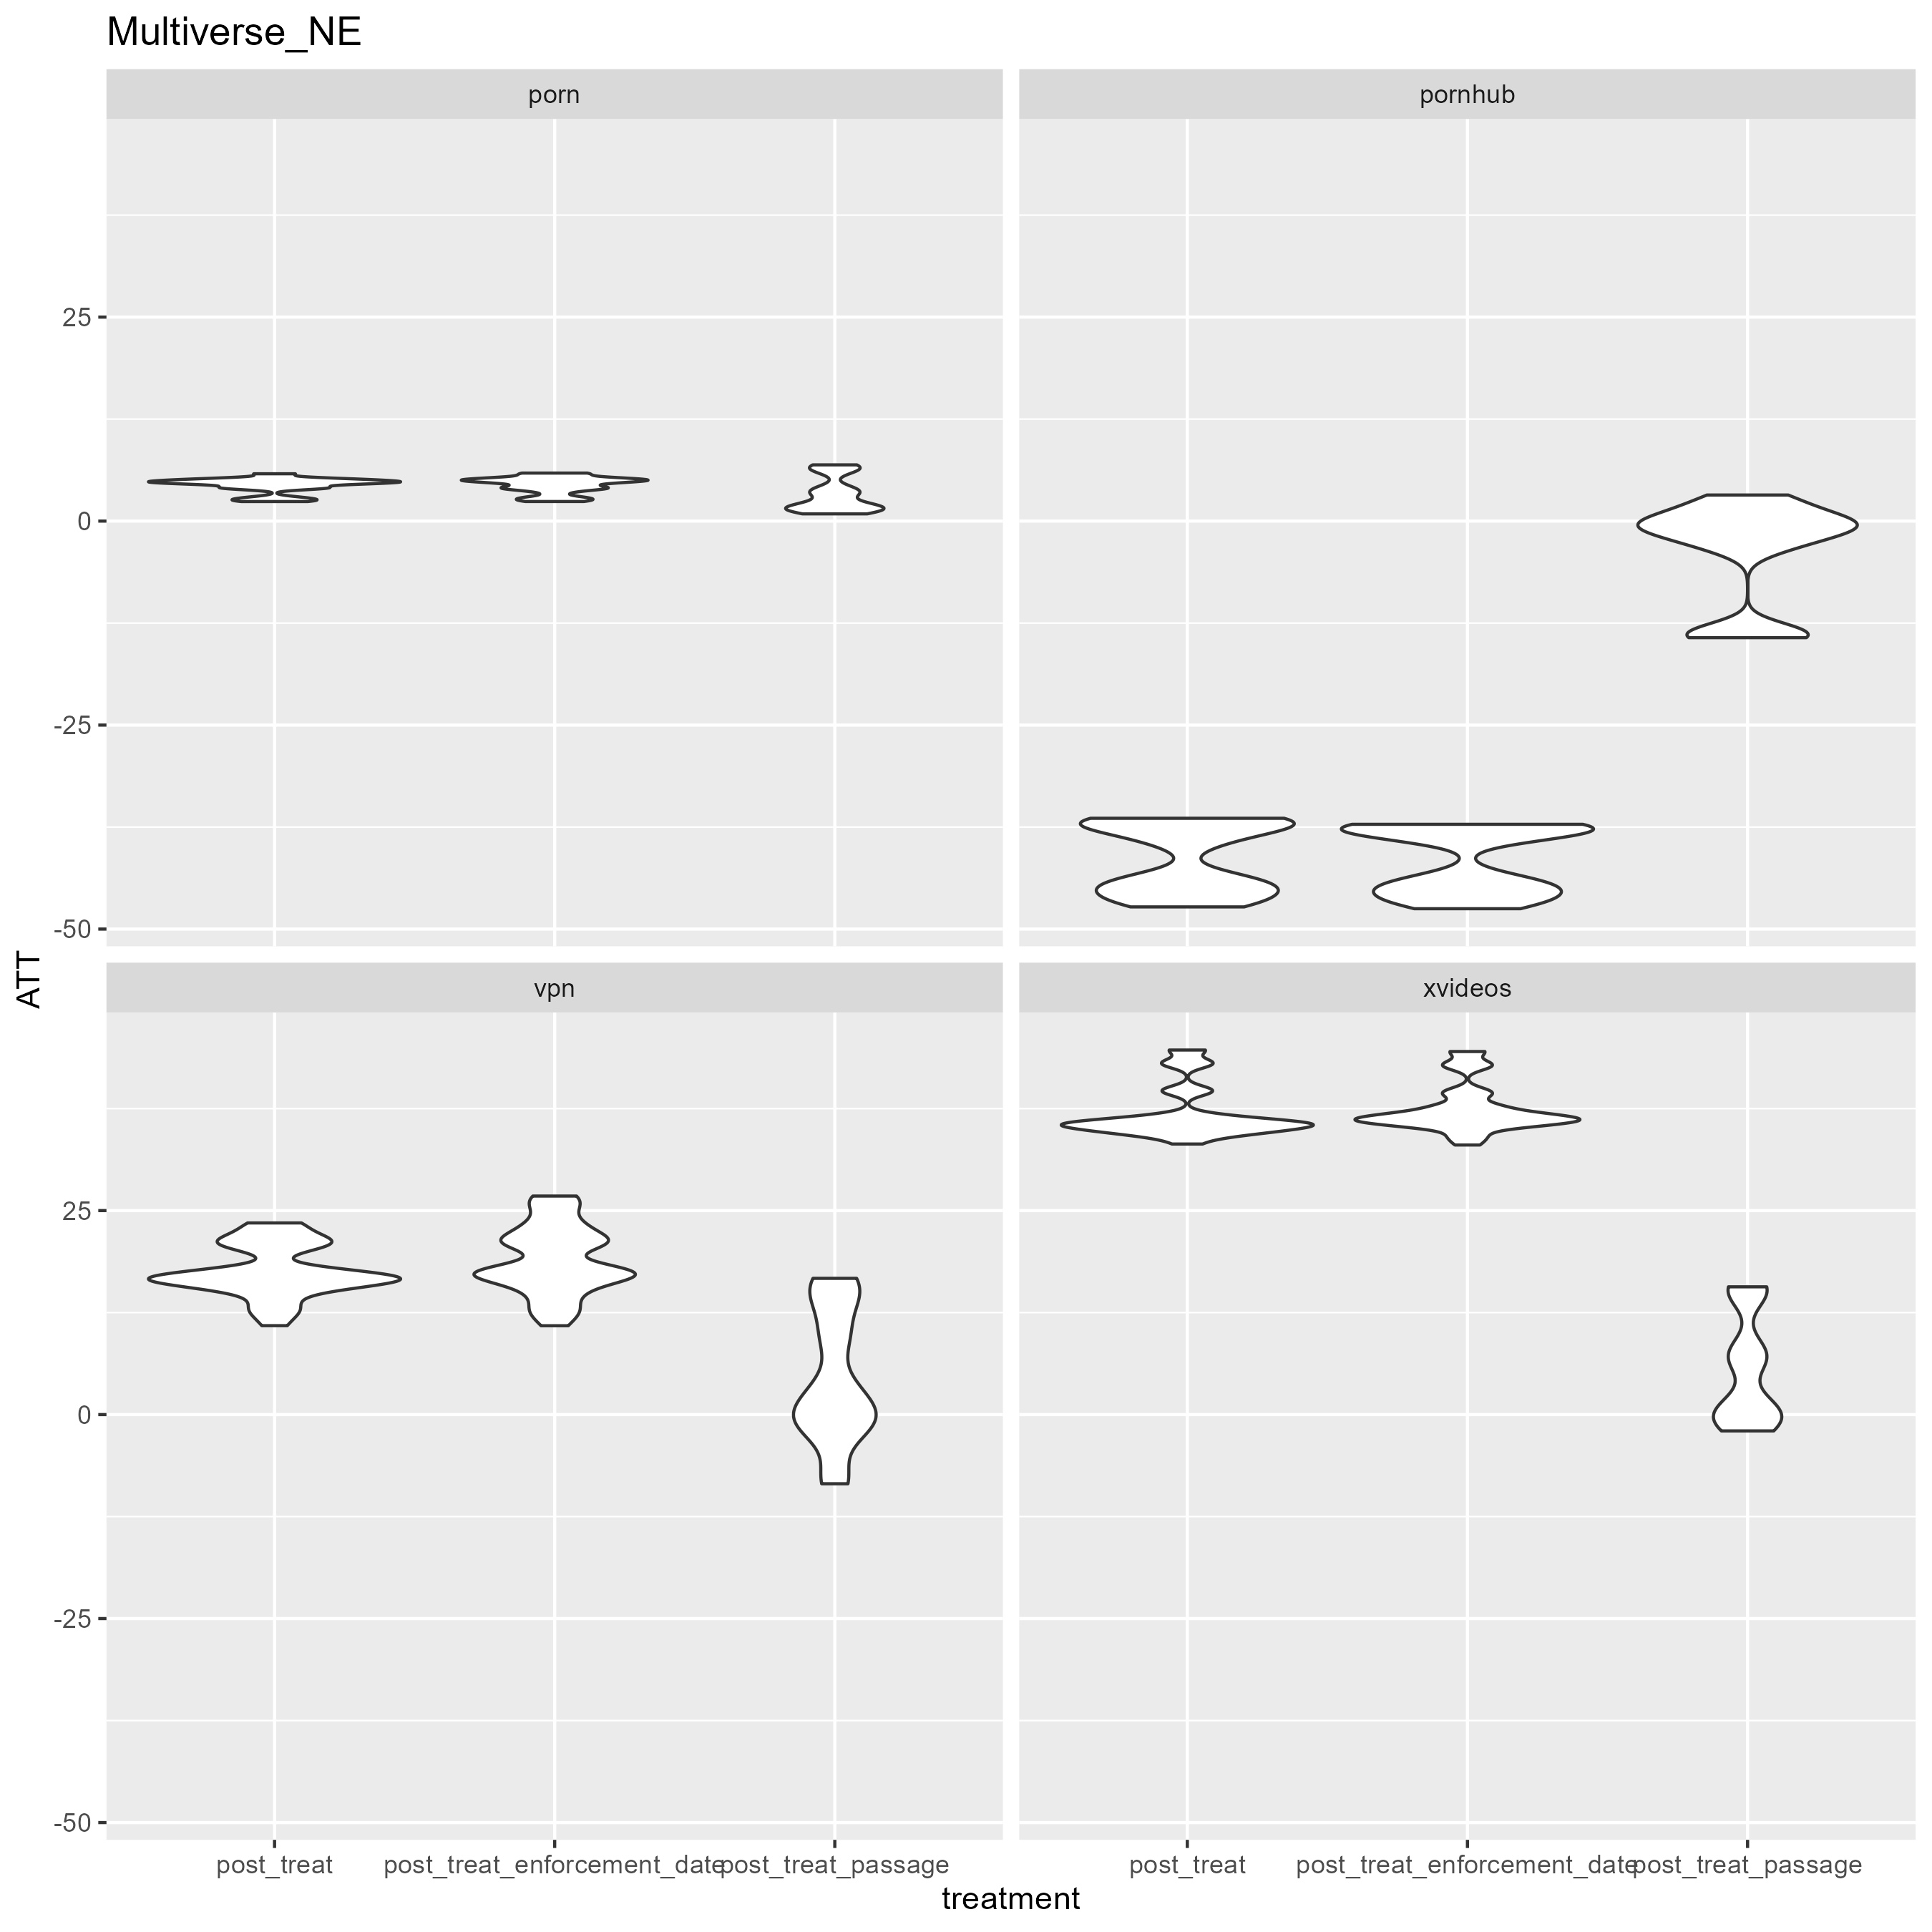 Multiverse_NE
porn
pornhub
25
0
-25
-50
ATT
vpn
xvideos
25
0
-25
-50
post_treat
post_treat_enforcement_date
post_treat_passage
post_treat
post_treat_enforcement_date
post_treat_passage
treatment